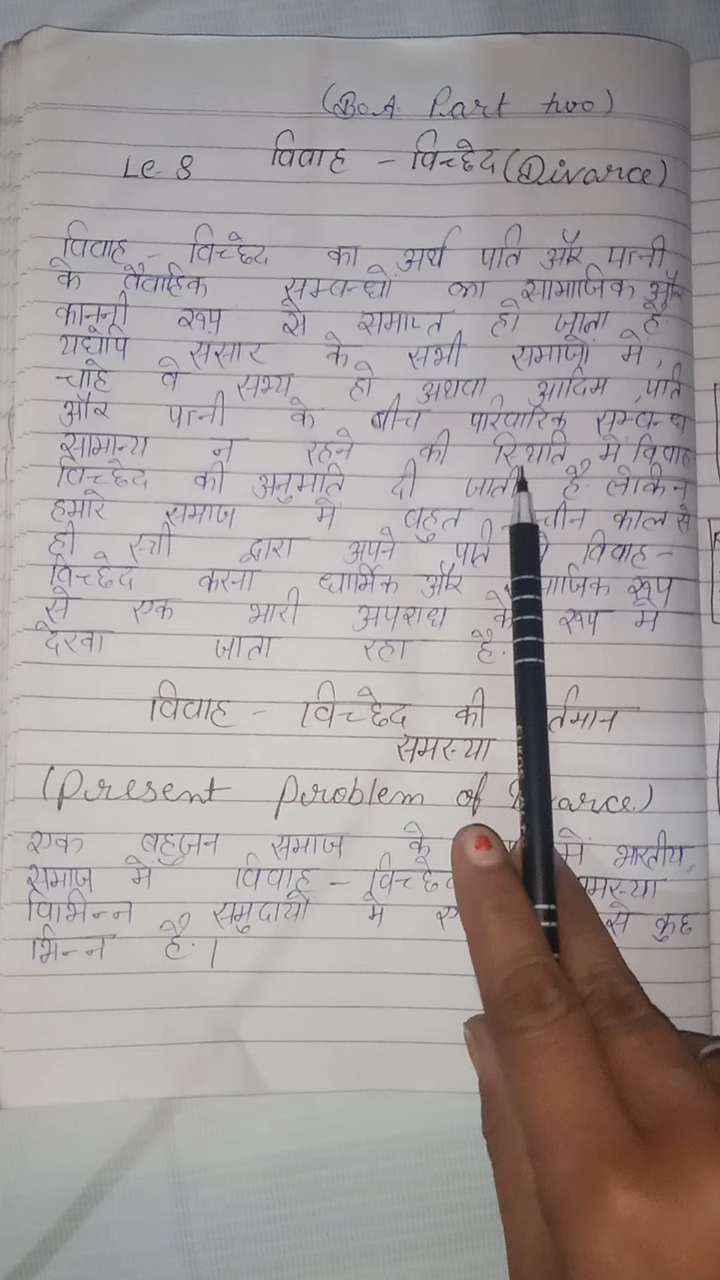 (B.A. Part two)
Le. 8 विवाह - विच्छेद (Divarce)
विवाह - विच्छेद का अर्थ पति और पत्नी
के वैवाहिक सम्बन्धों का सामाजिक और
कानूनी रूप से समाप्त हो जाता है.
यद्यपि संसार के सभी समाजों में,
चाहे वे सभ्य हो अथवा आदिम, पति
और पत्नी के बीच पारिवारिक सम्बन्ध
सामान्य न रहने की स्थिति में विवाह
विच्छेद की अनुमति दी जाती है. लेकिन
हमारे समाज में बहुत काल से
ही स्त्री द्वारा अपने विवाह -
विच्छेद करना धार्मिक और रूप
से एक भारी अपराध रूप में
देखा जाता रहा है.
विवाह - विच्छेद की
समस्या
(Present Problem of
एक बहुजन समाज के में भारतीय
समाज में विवाह -
विभिन्न समुदायों में से कुछ
भिन्न है. |